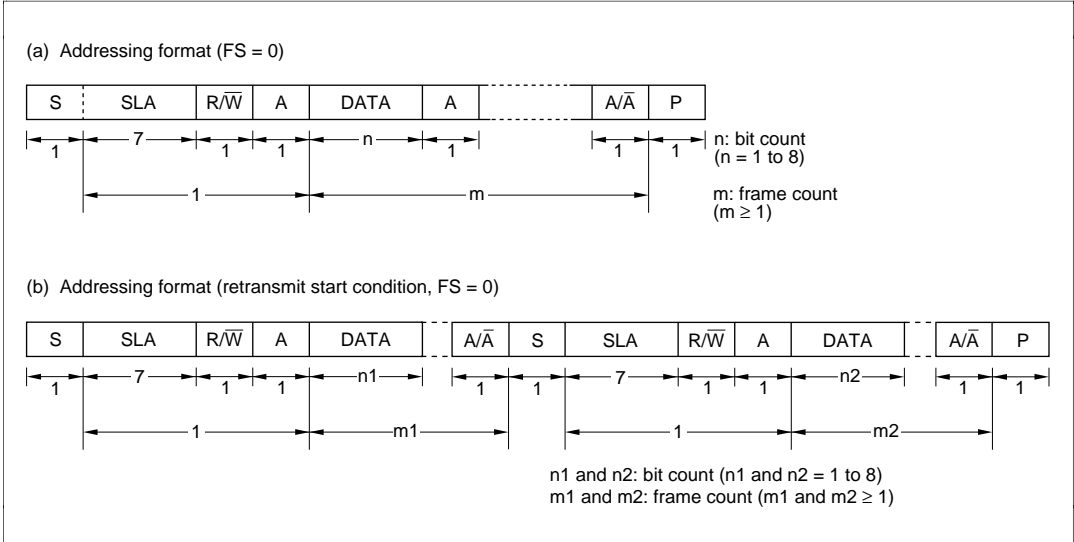 (a) Addressing format (FS = 0)
S SLA R/W̅ A DATA A A/A̅ P
1 7 1 1 n 1 1 1
n: bit count
(n = 1 to 8)
1 m
m: frame count
(m ≥ 1)
(b) Addressing format (retransmit start condition, FS = 0)
S SLA R/W̅ A DATA A/A̅ S SLA R/W̅ A DATA A/A̅ P
1 7 1 1 n1 1 1 7 1 1 n2 1 1
1 m1 1 m2
n1 and n2: bit count (n1 and n2 = 1 to 8)
m1 and m2: frame count (m1 and m2 ≥ 1)